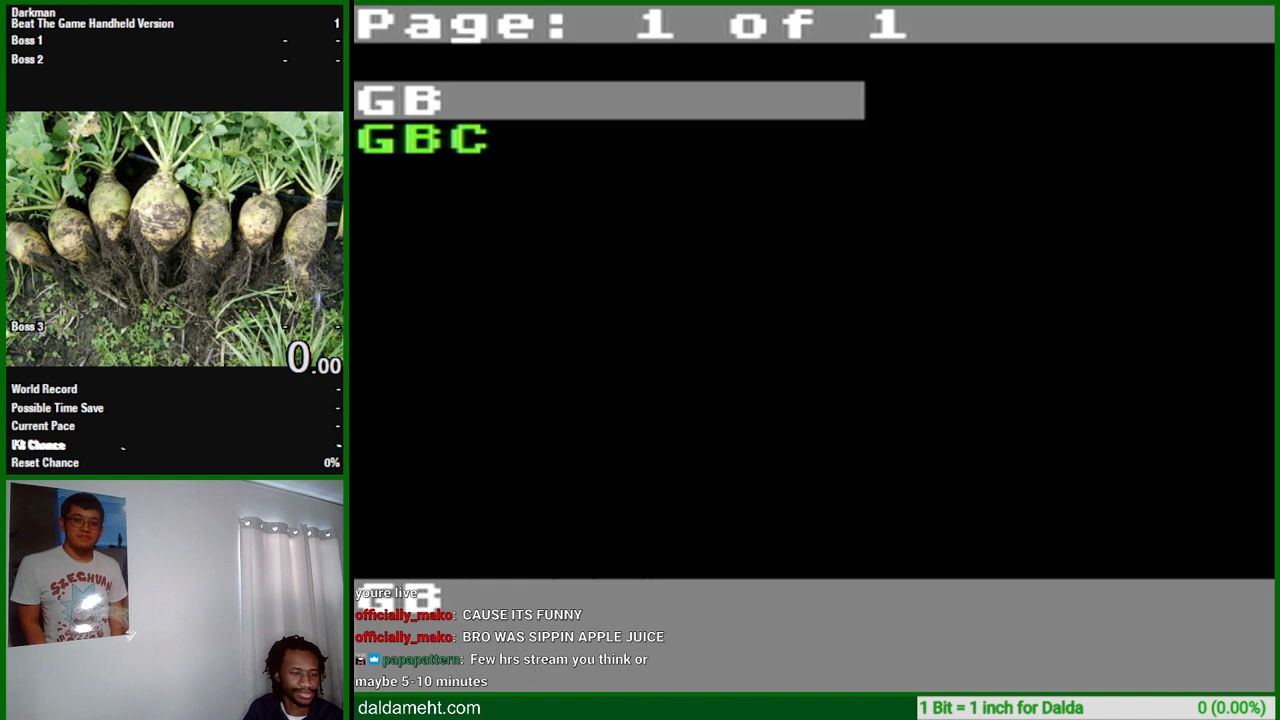 Darkman
Beat The Game Handheld Version 1
Boss 1 - -
Boss 2 - -
Boss 3 - -
0.00
World Record -
Possible Time Save -
Current Pace -
Reset Chance 0%
SZECHUAN
Page: 1 of 1
GB
GBC
GB
youre live
officially_mako: CAUSE ITS FUNNY
officially_mako: BRO WAS SIPPIN APPLE JUICE
papapattern: Few hrs stream you think or
maybe 5-10 minutes
daldameht.com
1 Bit = 1 inch for Dalda 0 (0.00%)